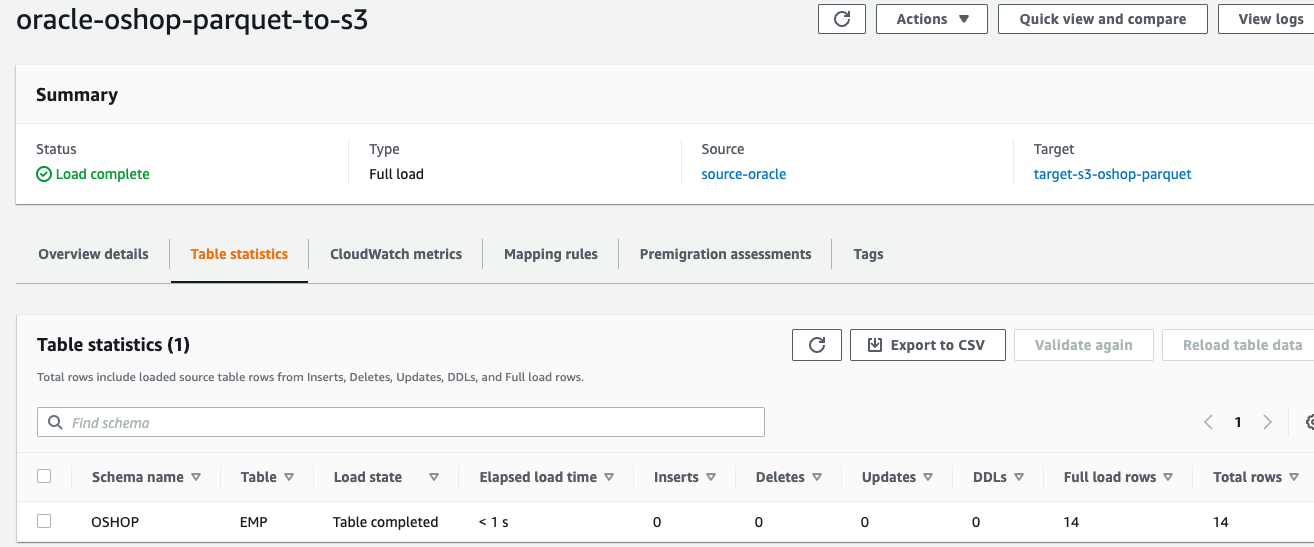 oracle-oshop-parquet-to-s3
Actions
Quick view and compare
View logs
Summary
Status
Type
Source
Target
Load complete
Full load
source-oracle
target-s3-oshop-parquet
Overview details
Table statistics
CloudWatch metrics
Mapping rules
Premigration assessments
Tags
Table statistics (1)
Export to CSV
Validate again
Reload table data
Total rows include loaded source table rows from Inserts, Deletes, Updates, DDLs, and Full load rows.
Find schema
1
Schema name Table Load state Elapsed load time Inserts Deletes Updates DDLs Full load rows Total rows
OSHOP EMP Table completed < 1 s 0 0 0 0 14 14